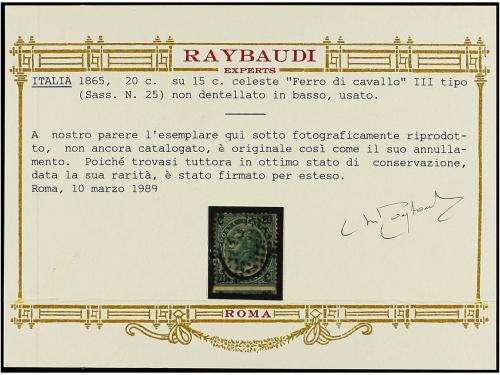 RAYBAUDI
EXPERTS
ITALIA 1865, 20 c. su 15 c. celeste "Ferro di cavallo" III tipo
(Sass. N. 25) non dentellato in basso, usato.
A nostro parere l'esemplare qui sotto fotograficamente riprodot-
to, non ancora catalogato, è originale così come il suo annulla-
mento. Poiché trovasi tuttora in ottimo stato di conservazione,
data la sua rarità, è stato firmato per esteso.
Roma, 10 marzo 1989
ROMA